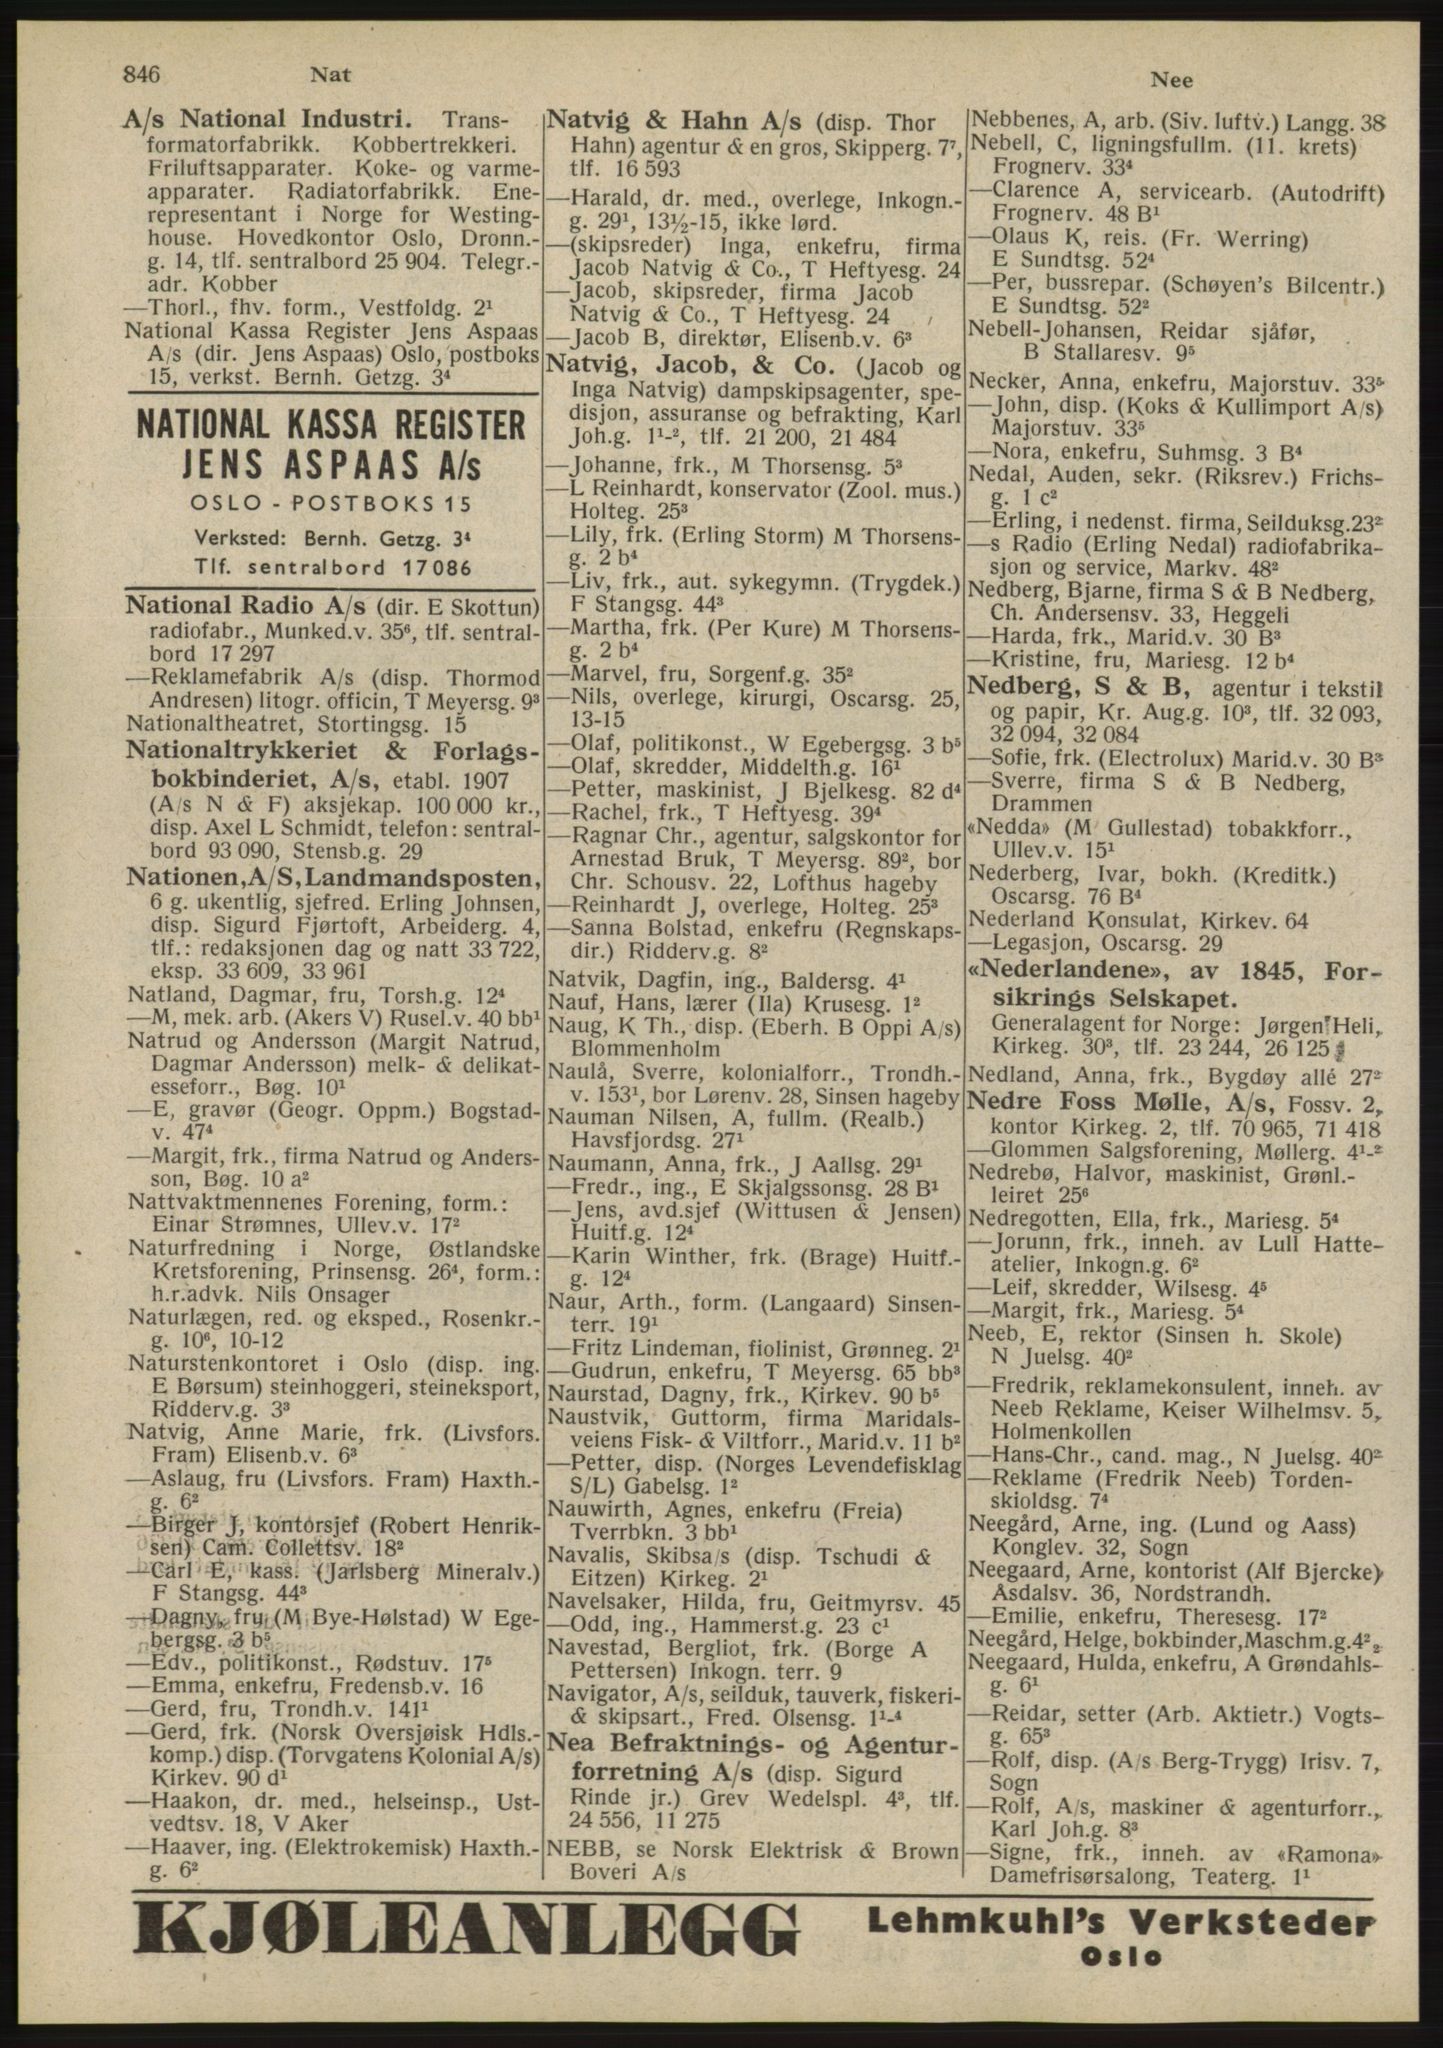 846
Nat
Nee
A/s National Industri. Trans-
formatorfabrikk. Kobbertrekkeri.
Friluftsapparater. Koke- og varme-
apparater. Radiatorfabrikk. Ene-
representant i Norge for Westing-
house. Hovedkontor Oslo, Dronn.-
g. 14, tlf. sentralbord 25 904. Telegr.-
adr. Kobber
—Thorl., fhv. form., Vestfoldg. 2¹
National Kassa Register Jens Aspaas
A/s (dir. Jens Aspaas) Oslo, postboks
15, verkst. Bernh. Getzg. 3⁴
NATIONAL KASSA REGISTER
JENS ASPAAS A/s
OSLO - POSTBOKS 15
Verksted: Bernh. Getzg. 3⁴
Tlf. sentralbord 17086
National Radio A/s (dir. E Skottun)
radiofabr., Munked.v. 35⁶, tlf. sentral-
bord 17 297
—Reklamefabrik A/s (disp. Thormod
Andresen) litogr. officin, T Meyersg. 9³
Nationaltheatret, Stortingsg. 15
Nationaltrykkeriet & Forlags-
bokbinderiet, A/s, etabl. 1907
(A/s N & F) aksjekap. 100 000 kr.,
disp. Axel L Schmidt, telefon: sentral-
bord 93 090, Stensb.g. 29
Nationen, A/S, Landmandsposten,
6 g. ukentlig, sjefred. Erling Johnsen,
disp. Sigurd Fjørtoft, Arbeiderg. 4,
tlf.: redaksjonen dag og natt 33 722,
eksp. 33 609, 33 961
Natland, Dagmar, fru, Torsh.g. 12⁴
—M, mek. arb. (Akers V) Rusel.v. 40 bb¹
Natrud og Andersson (Margit Natrud,
Dagmar Andersson) melk- & delikat-
esseforr., Bøg. 10¹
—E, gravør (Geogr. Oppm.) Bogstad-
v. 47⁴
—Margit, frk., firma Natrud og Anders-
son, Bøg. 10 a²
Nattvaktmennenes Forening, form.:
Einar Strømnes, Ullev.v. 17²
Naturfredning i Norge, Østlandske
Kretsforening, Prinsensg. 26⁴, form.:
h.r.advk. Nils Onsager
Naturlægen, red. og eksped., Rosenkr.-
g. 10⁶, 10-12
Naturstenkontoret i Oslo (disp. ing.
E Børsum) steinhoggeri, steineksport,
Ridderv.g. 3³
Natvig, Anne Marie, frk. (Livsfors.
Fram) Elisenb.v. 6³
—Aslaug, fru (Livsfors. Fram) Haxth.-
g. 6²
—Birger J, kontorsjef (Robert Henrik-
sen) Cam. Collettsv. 18²
—Carl E, kass. (Jarlsberg Mineralv.)
F Stangsg. 44³
—Dagny, fru (M Bye-Hølstad) W Ege-
bergsg. 3 b⁵
—Edv., politikonst., Rødstuv. 17⁵
—Emma, enkefru, Fredensb.v. 16
—Gerd, fru, Trondh.v. 141¹
—Gerd, frk. (Norsk Oversjøisk Hdls.-
komp.) disp. (Torvgatens Kolonial A/s)
Kirkev. 90 d¹
—Haakon, dr. med., helseinsp., Ust-
vedtsv. 18, V Aker
—Haaver, ing. (Elektrokemisk) Haxth.-
g. 6²
Natvig & Hahn A/s (disp. Thor
Hahn) agentur & en gros, Skipperg. 7⁷,
tlf. 16 593
—Harald, dr. med., overlege, Inkogn.-
g. 29¹, 13½-15, ikke lørd.
—(skipsreder) Inga, enkefru, firma
Jacob Natvig & Co., T Heftyesg. 24
—Jacob, skipsreder, firma Jacob
Natvig & Co., T Heftyesg. 24
—Jacob B, direktør, Elisenb.v. 6³
Natvig, Jacob, & Co. (Jacob og
Inga Natvig) dampskipsagenter, spe-
disjon, assuranse og befrakting, Karl
Joh.g. 1¹-², tlf. 21 200, 21 484
—Johanne, frk., M Thorsensg. 5³
—L Reinhardt, konservator (Zool. mus.)
Holteg. 25³
—Lily, frk. (Erling Storm) M Thorsens-
g. 2 b⁴
—Liv, frk., aut. sykegymn. (Trygdek.)
F Stangsg. 44³
—Martha, frk. (Per Kure) M Thorsens-
g. 2 b⁴
—Marvel, fru, Sorgenf.g. 35²
—Nils, overlege, kirurgi, Oscarsg. 25,
13-15
—Olaf, politikonst., W Egebergsg. 3 b⁵
—Olaf, skredder, Middelth.g. 16¹
—Petter, maskinist, J Bjelkesg. 82 d⁴
—Rachel, frk., T Heftyesg. 39⁴
—Ragnar Chr., agentur, salgskontor for
Arnestad Bruk, T Meyersg. 89², bor
Chr. Schousv. 22, Lofthus hageby
—Reinhardt J, overlege, Holteg. 25³
—Sanna Bolstad, enkefru (Regnskaps-
dir.) Ridderv.g. 8²
Natvik, Dagfin, ing., Baldersg. 4¹
Nauf, Hans, lærer (Ila) Krusesg. 1²
Naug, K Th., disp. (Eberh. B Oppi A/s)
Blommenholm
Naulå, Sverre, kolonialforr., Trondh.-
v. 153¹, bor Lørenv. 28, Sinsen hageby
Nauman Nilsen, A, fullm. (Realb.)
Havsfjordsg. 27¹
Naumann, Anna, frk., J Aallsg. 29¹
—Fredr., ing., E Skjalgssonsg. 28 B¹
—Jens, avd.sjef (Wittusen & Jensen)
Huitf.g. 12⁴
—Karin Winther, frk. (Brage) Huitf.-
g. 12⁴
Naur, Arth., form. (Langaard) Sinsen-
terr. 19¹
—Fritz Lindeman, fiolinist, Grønneg. 2¹
—Gudrun, enkefru, T Meyersg. 65 bb³
Naurstad, Dagny, frk., Kirkev. 90 b⁵
Naustvik, Guttorm, firma Maridals-
veiens Fisk- & Viltforr., Marid.v. 11 b²
—Petter, disp. (Norges Levendefisklag
S/L) Gabelsg. 1²
Nauwirth, Agnes, enkefru (Freia)
Tverrbkn. 3 bb¹
Navalis, Skibsa/s (disp. Tschudi &
Eitzen) Kirkeg. 2¹
Navelsaker, Hilda, fru, Geitmyrsv. 45
—Odd, ing., Hammerst.g. 23 c¹
Navestad, Bergliot, frk. (Borge A
Pettersen) Inkogn. terr. 9
Navigator, A/s, seilduk, tauverk, fiskeri-
& skipsart., Fred. Olsensg. 1¹-⁴
Nea Befraktnings- og Agentur-
forretning A/s (disp. Sigurd
Rinde jr.) Grev Wedelspl. 4³, tlf.
24 556, 11 275
NEBB, se Norsk Elektrisk & Brown
Boveri A/s
Nebbenes, A, arb. (Siv. luftv.) Langg. 38
Nebell, C, ligningsfullm. (11. krets)
Frognerv. 33⁴
—Clarence A, servicearb. (Autodrift)
Frognerv. 48 B¹
—Olaus K, reis. (Fr. Werring)
E Sundtsg. 52⁴
—Per, bussrepar. (Schøyen's Bilcentr.)
E Sundtsg. 52²
Nebell-Johansen, Reidar sjåfør,
B Stallaresv. 9⁵
Necker, Anna, enkefru, Majorstuv. 33⁵
—John, disp. (Koks & Kullimport A/s)
Majorstuv. 33⁵
—Nora, enkefru, Suhmsg. 3 B⁴
Nedal, Auden, sekr. (Riksrev.) Frichs-
g. 1 c²
—Erling, i nedenst. firma, Seilduksg. 23²
—s Radio (Erling Nedal) radiofabrika-
sjon og service, Markv. 48²
Nedberg, Bjarne, firma S & B Nedberg,
Ch. Andersensv. 33, Heggeli
—Harda, frk., Marid.v. 30 B³
—Kristine, fru, Mariesg. 12 b⁴
Nedberg, S & B, agentur i tekstil
og papir, Kr. Aug.g. 10³, tlf. 32 093,
32 094, 32 084
—Sofie, frk. (Electrolux) Marid.v. 30 B³
—Sverre, firma S & B Nedberg,
Drammen
«Nedda» (M Gullestad) tobakkforr.,
Ullev.v. 15¹
Nederberg, Ivar, bokh. (Kreditk.)
Oscarsg. 76 B⁴
Nederland Konsulat, Kirkev. 64
—Legasjon, Oscarsg. 29
«Nederlandene», av 1845, For-
sikrings Selskapet.
Generalagent for Norge: Jørgen Heli,
Kirkeg. 30³, tlf. 23 244, 26 125
Nedland, Anna, frk., Bygdøy allé 27²
Nedre Foss Mølle, A/s, Fossv. 2,
kontor Kirkeg. 2, tlf. 70 965, 71 418
—Glommen Salgsforening, Møllerg. 4¹-²
Nedrebø, Halvor, maskinist, Grønl.-
leiret 25⁶
Nedregotten, Ella, frk., Mariesg. 5⁴
—Jorunn, frk., inneh. av Lull Hatte-
atelier, Inkogn.g. 6²
—Leif, skredder, Wilsesg. 4⁵
—Margit, frk., Mariesg. 5⁴
Neeb, E, rektor (Sinsen h. Skole)
N Juelsg. 40²
—Fredrik, reklamekonsulent, inneh. av
Neeb Reklame, Keiser Wilhelmsv. 5,
Holmenkollen
—Hans-Chr., cand. mag., N Juelsg. 40²
—Reklame (Fredrik Neeb) Torden-
skioldsg. 7⁴
Neegård, Arne, ing. (Lund og Aass)
Konglev. 32, Sogn
Neegaard, Arne, kontorist (Alf Bjercke)
Åsdalsv. 36, Nordstrandh.
—Emilie, enkefru, Theresesg. 17²
Neegård, Helge, bokbinder, Maschm.g. 4²
Neegaard, Hulda, enkefru, A Grøndahls-
g. 6¹
—Reidar, setter (Arb. Aktietr.) Vogts-
g. 65³
—Rolf, disp. (A/s Berg-Trygg) Irisv. 7,
Sogn
—Rolf, A/s, maskiner & agenturforr.,
Karl Joh.g. 8³
—Signe, frk., inneh. av «Ramona»
Damefrisørsalong, Teaterg. 1¹
KJØLEANLEGG
Lehmkuhl's Verksteder
Oslo